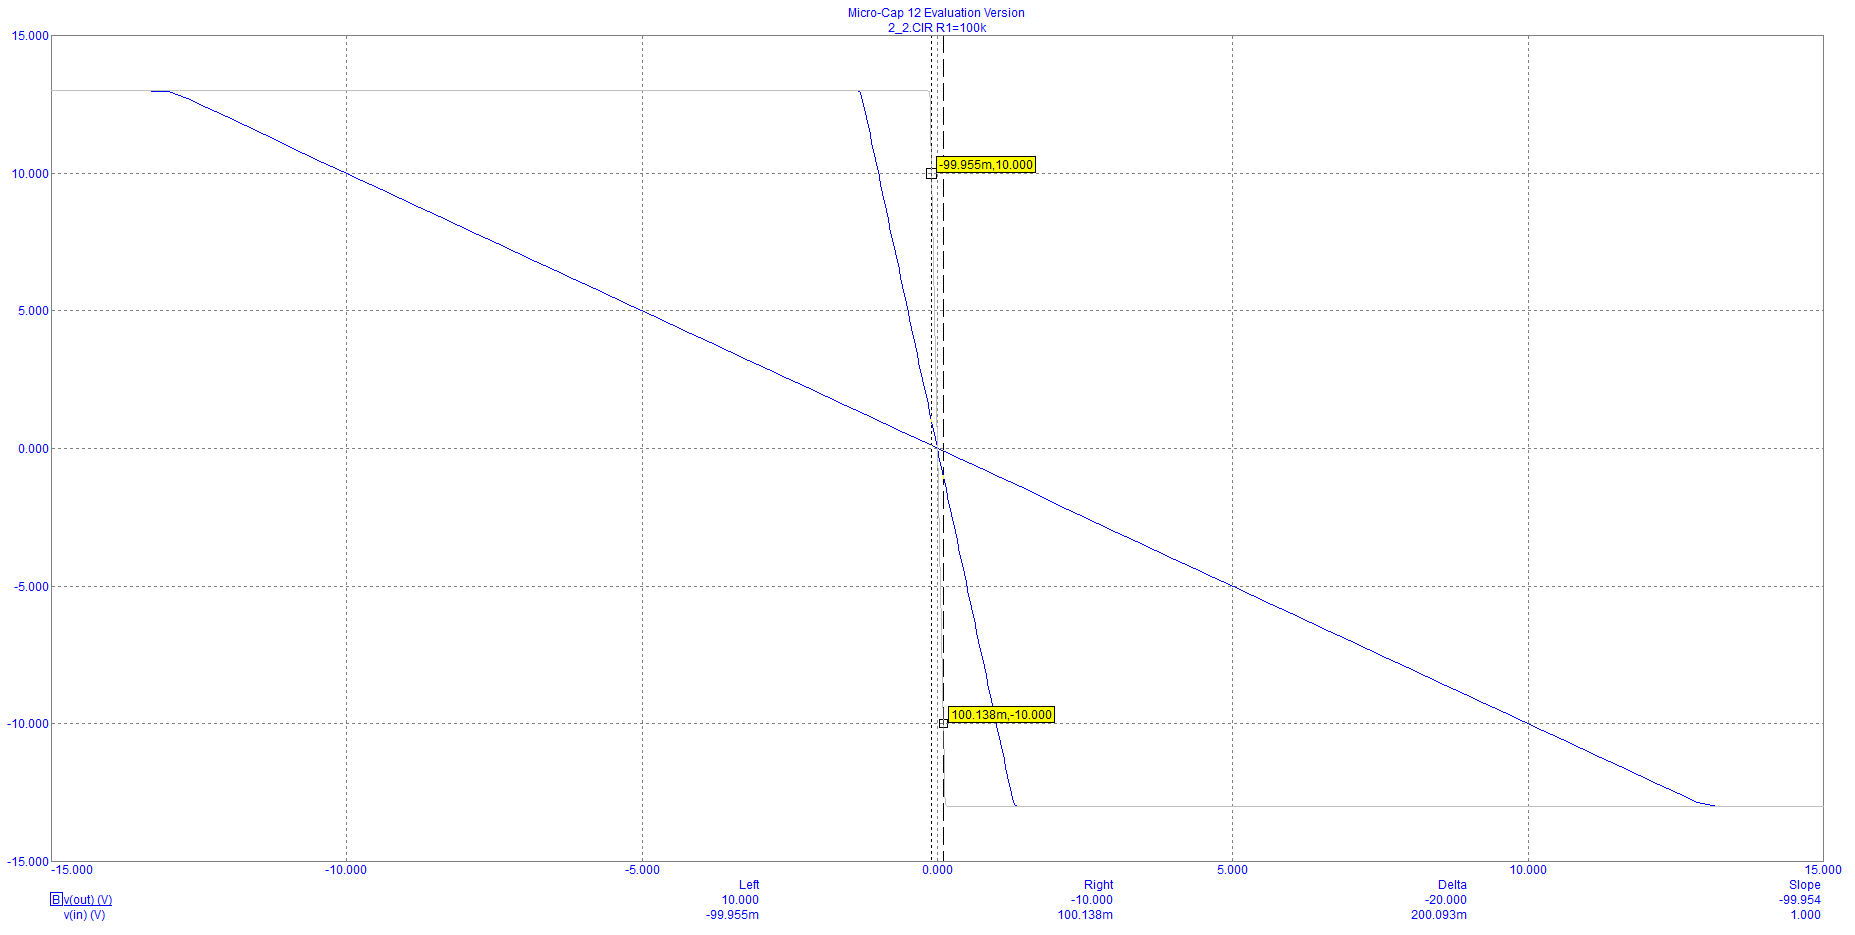 Micro-Cap 12 Evaluation Version
2_2.CIR R1=100k
15.000
10.000
-99.955m,10.000
5.000
0.000
-5.000
-10.000
100.138m,-10.000
-15.000
-15.000 -10.000 -5.000 0.000 5.000 10.000 15.000
Left Right Delta Slope
B v(out) (V) 10.000 -10.000 -20.000 -99.954
v(in) (V) -99.955m 100.138m 200.093m 1.000